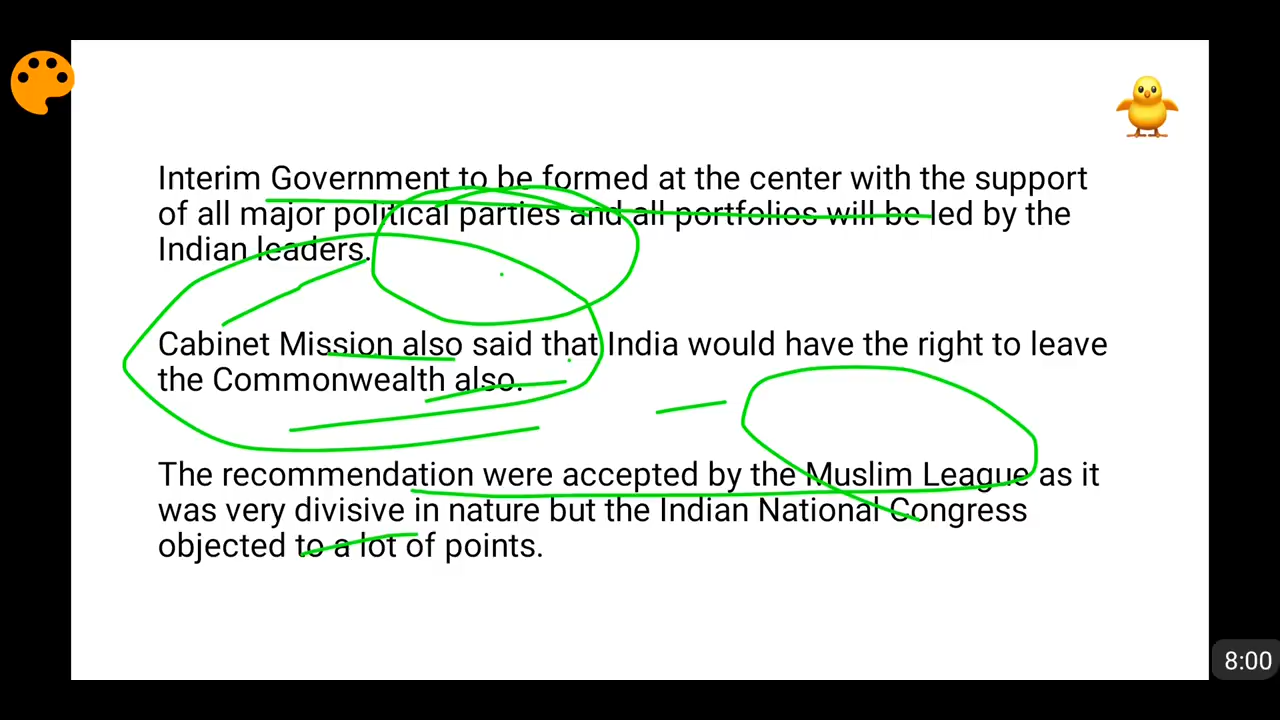 Interim Government to be formed at the center with the support
of all major political parties and all portfolios will be led by the
Indian leaders.
Cabinet Mission also said that India would have the right to leave
the Commonwealth also.
The recommendation were accepted by the Muslim League as it
was very divisive in nature but the Indian National Congress
objected to a lot of points.
8:00